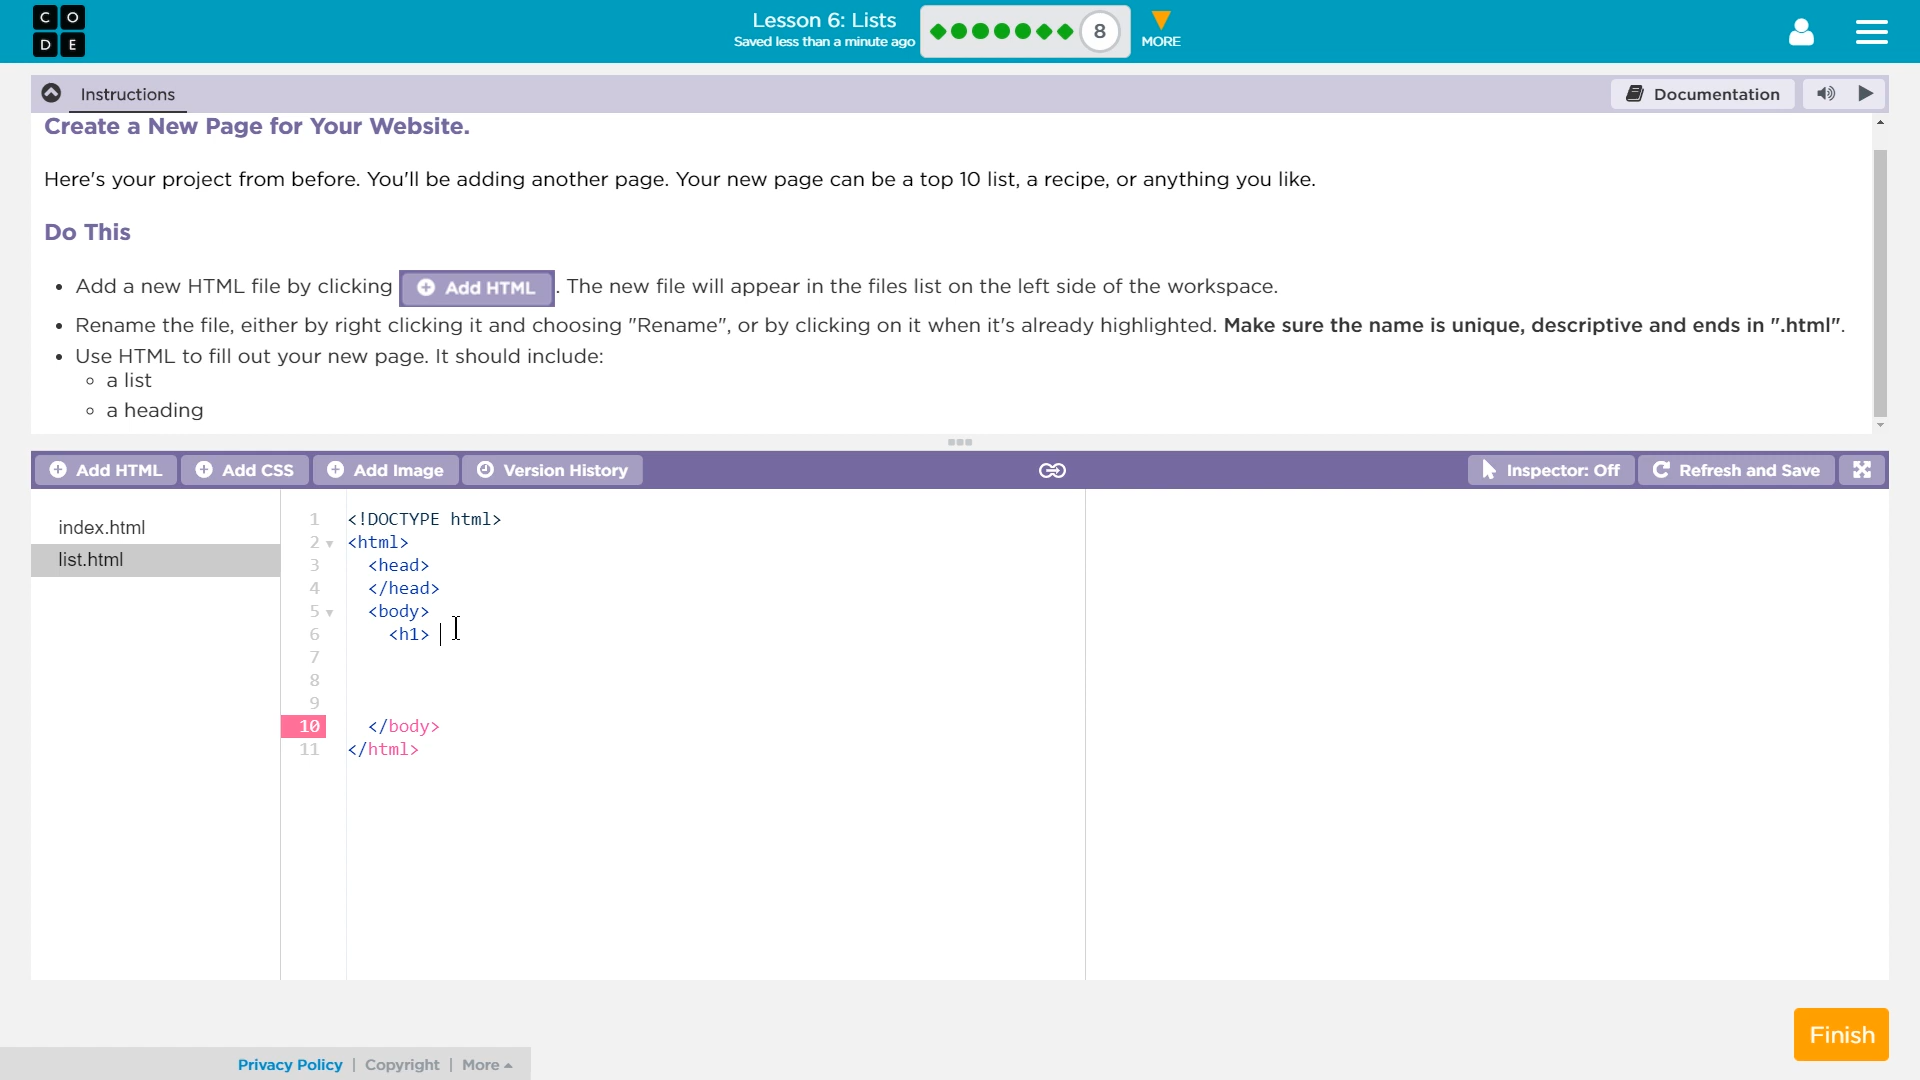 CODE
Lesson 6: Lists
Saved less than a minute ago
8
MORE
Instructions
Documentation
Create a New Page for Your Website.
Here's your project from before. You'll be adding another page. Your new page can be a top 10 list, a recipe, or anything you like.
Do This
• Add a new HTML file by clicking Add HTML. The new file will appear in the files list on the left side of the workspace.
• Rename the file, either by right clicking it and choosing "Rename", or by clicking on it when it's already highlighted. Make sure the name is unique, descriptive and ends in ".html".
• Use HTML to fill out your new page. It should include:
◦ a list
◦ a heading
Add HTML Add CSS Add Image Version History Inspector: Off Refresh and Save
index.html
list.html
1 <!DOCTYPE html>
2 <html>
3 <head>
4 </head>
5 <body>
6 <h1>
7
8
9
10 </body>
11 </html>
Finish
Privacy Policy | Copyright | More